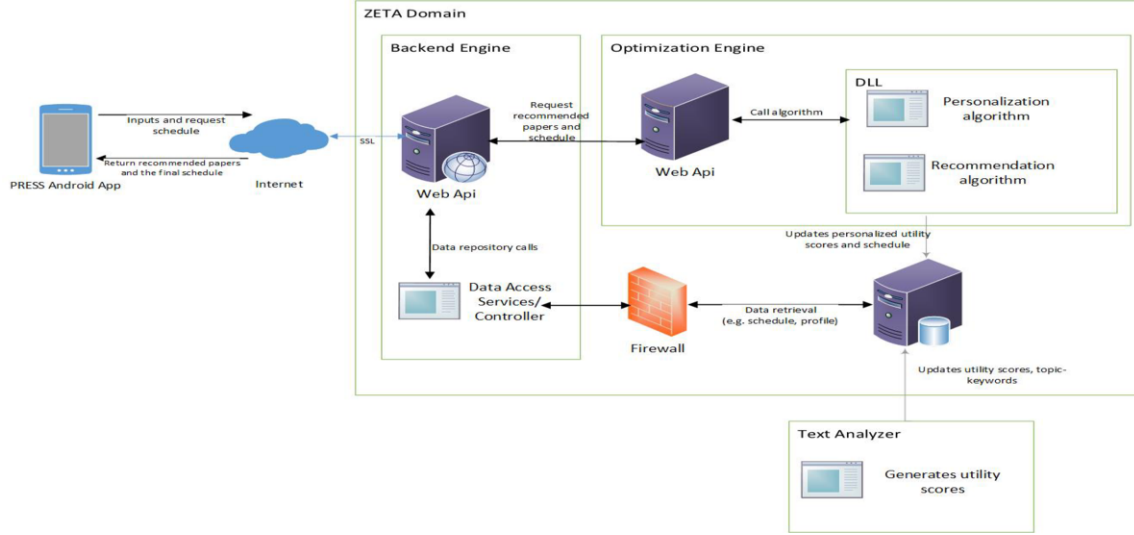 ZETA Domain
Backend Engine
Optimization Engine
DLL
Personalization
algorithm
Recommendation
algorithm
Call algorithm
Web Api
Request
recommended
papers and
schedule
Web Api
SSL
Inputs and request
schedule
Return recommended papers
and the final schedule
PRESS Android App
Internet
Updates personalized utility
scores and schedule
Data repository calls
Data Access
Services/
Controller
Firewall
Data retrieval
(e.g. schedule, profile)
Updates utility scores, topic-
keywords
Text Analyzer
Generates utility
scores